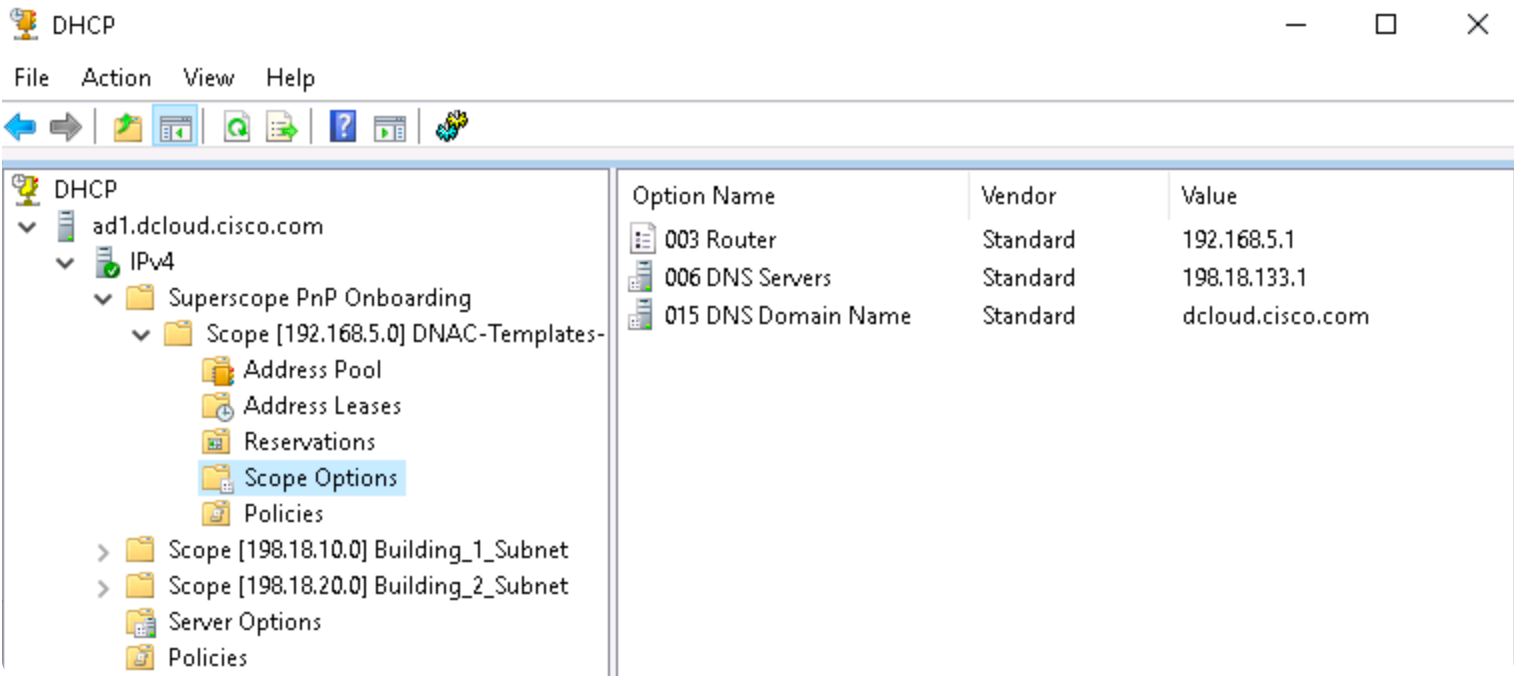 DHCP
File Action View Help
DHCP
ad1.dcloud.cisco.com
IPv4
Superscope PnP Onboarding
Scope [192.168.5.0] DNAC-Templates-
Address Pool
Address Leases
Reservations
Scope Options
Policies
Scope [198.18.10.0] Building_1_Subnet
Scope [198.18.20.0] Building_2_Subnet
Server Options
Policies
Option Name Vendor Value
003 Router Standard 192.168.5.1
006 DNS Servers Standard 198.18.133.1
015 DNS Domain Name Standard dcloud.cisco.com